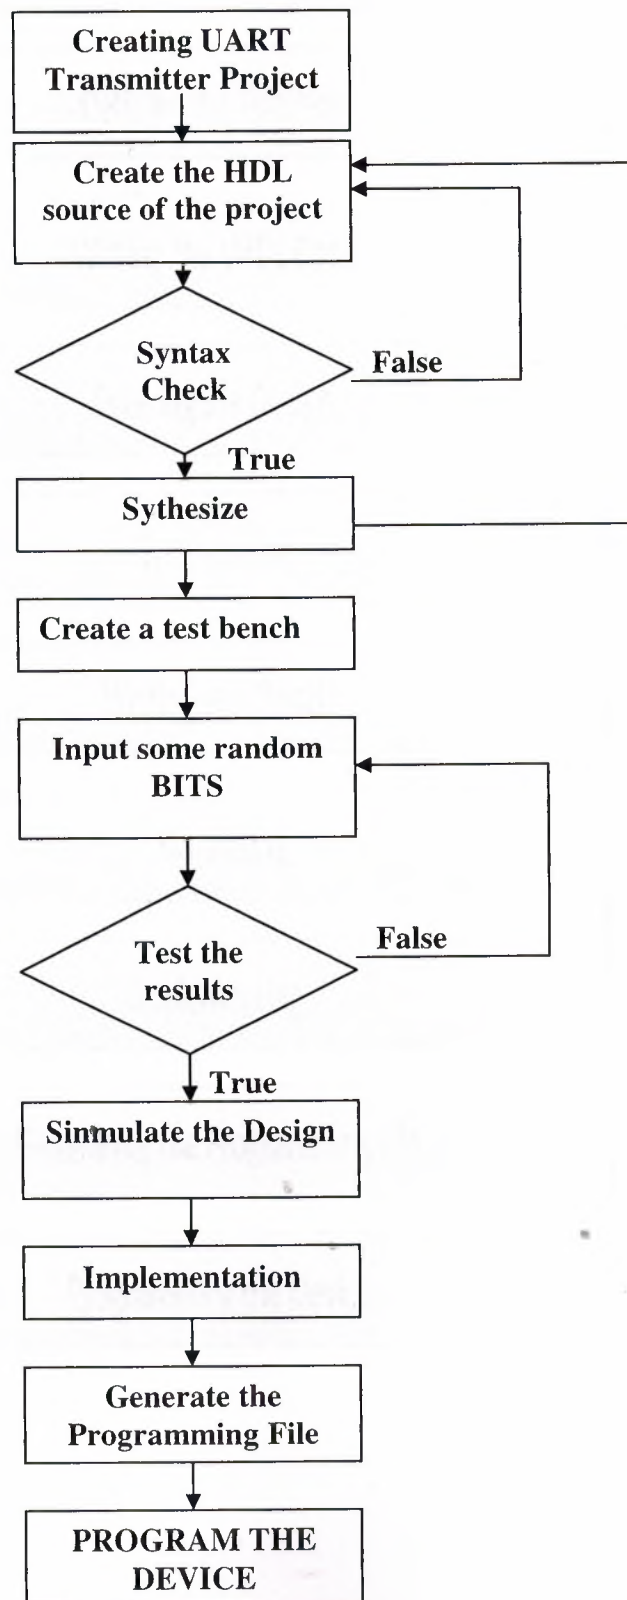 Creating UART
Transmitter Project
Create the HDL
source of the project
Syntax
Check
False
True
Sythesize
Create a test bench
Input some random
BITS
Test the
results
False
True
Sinmulate the Design
Implementation
Generate the
Programming File
PROGRAM THE
DEVICE